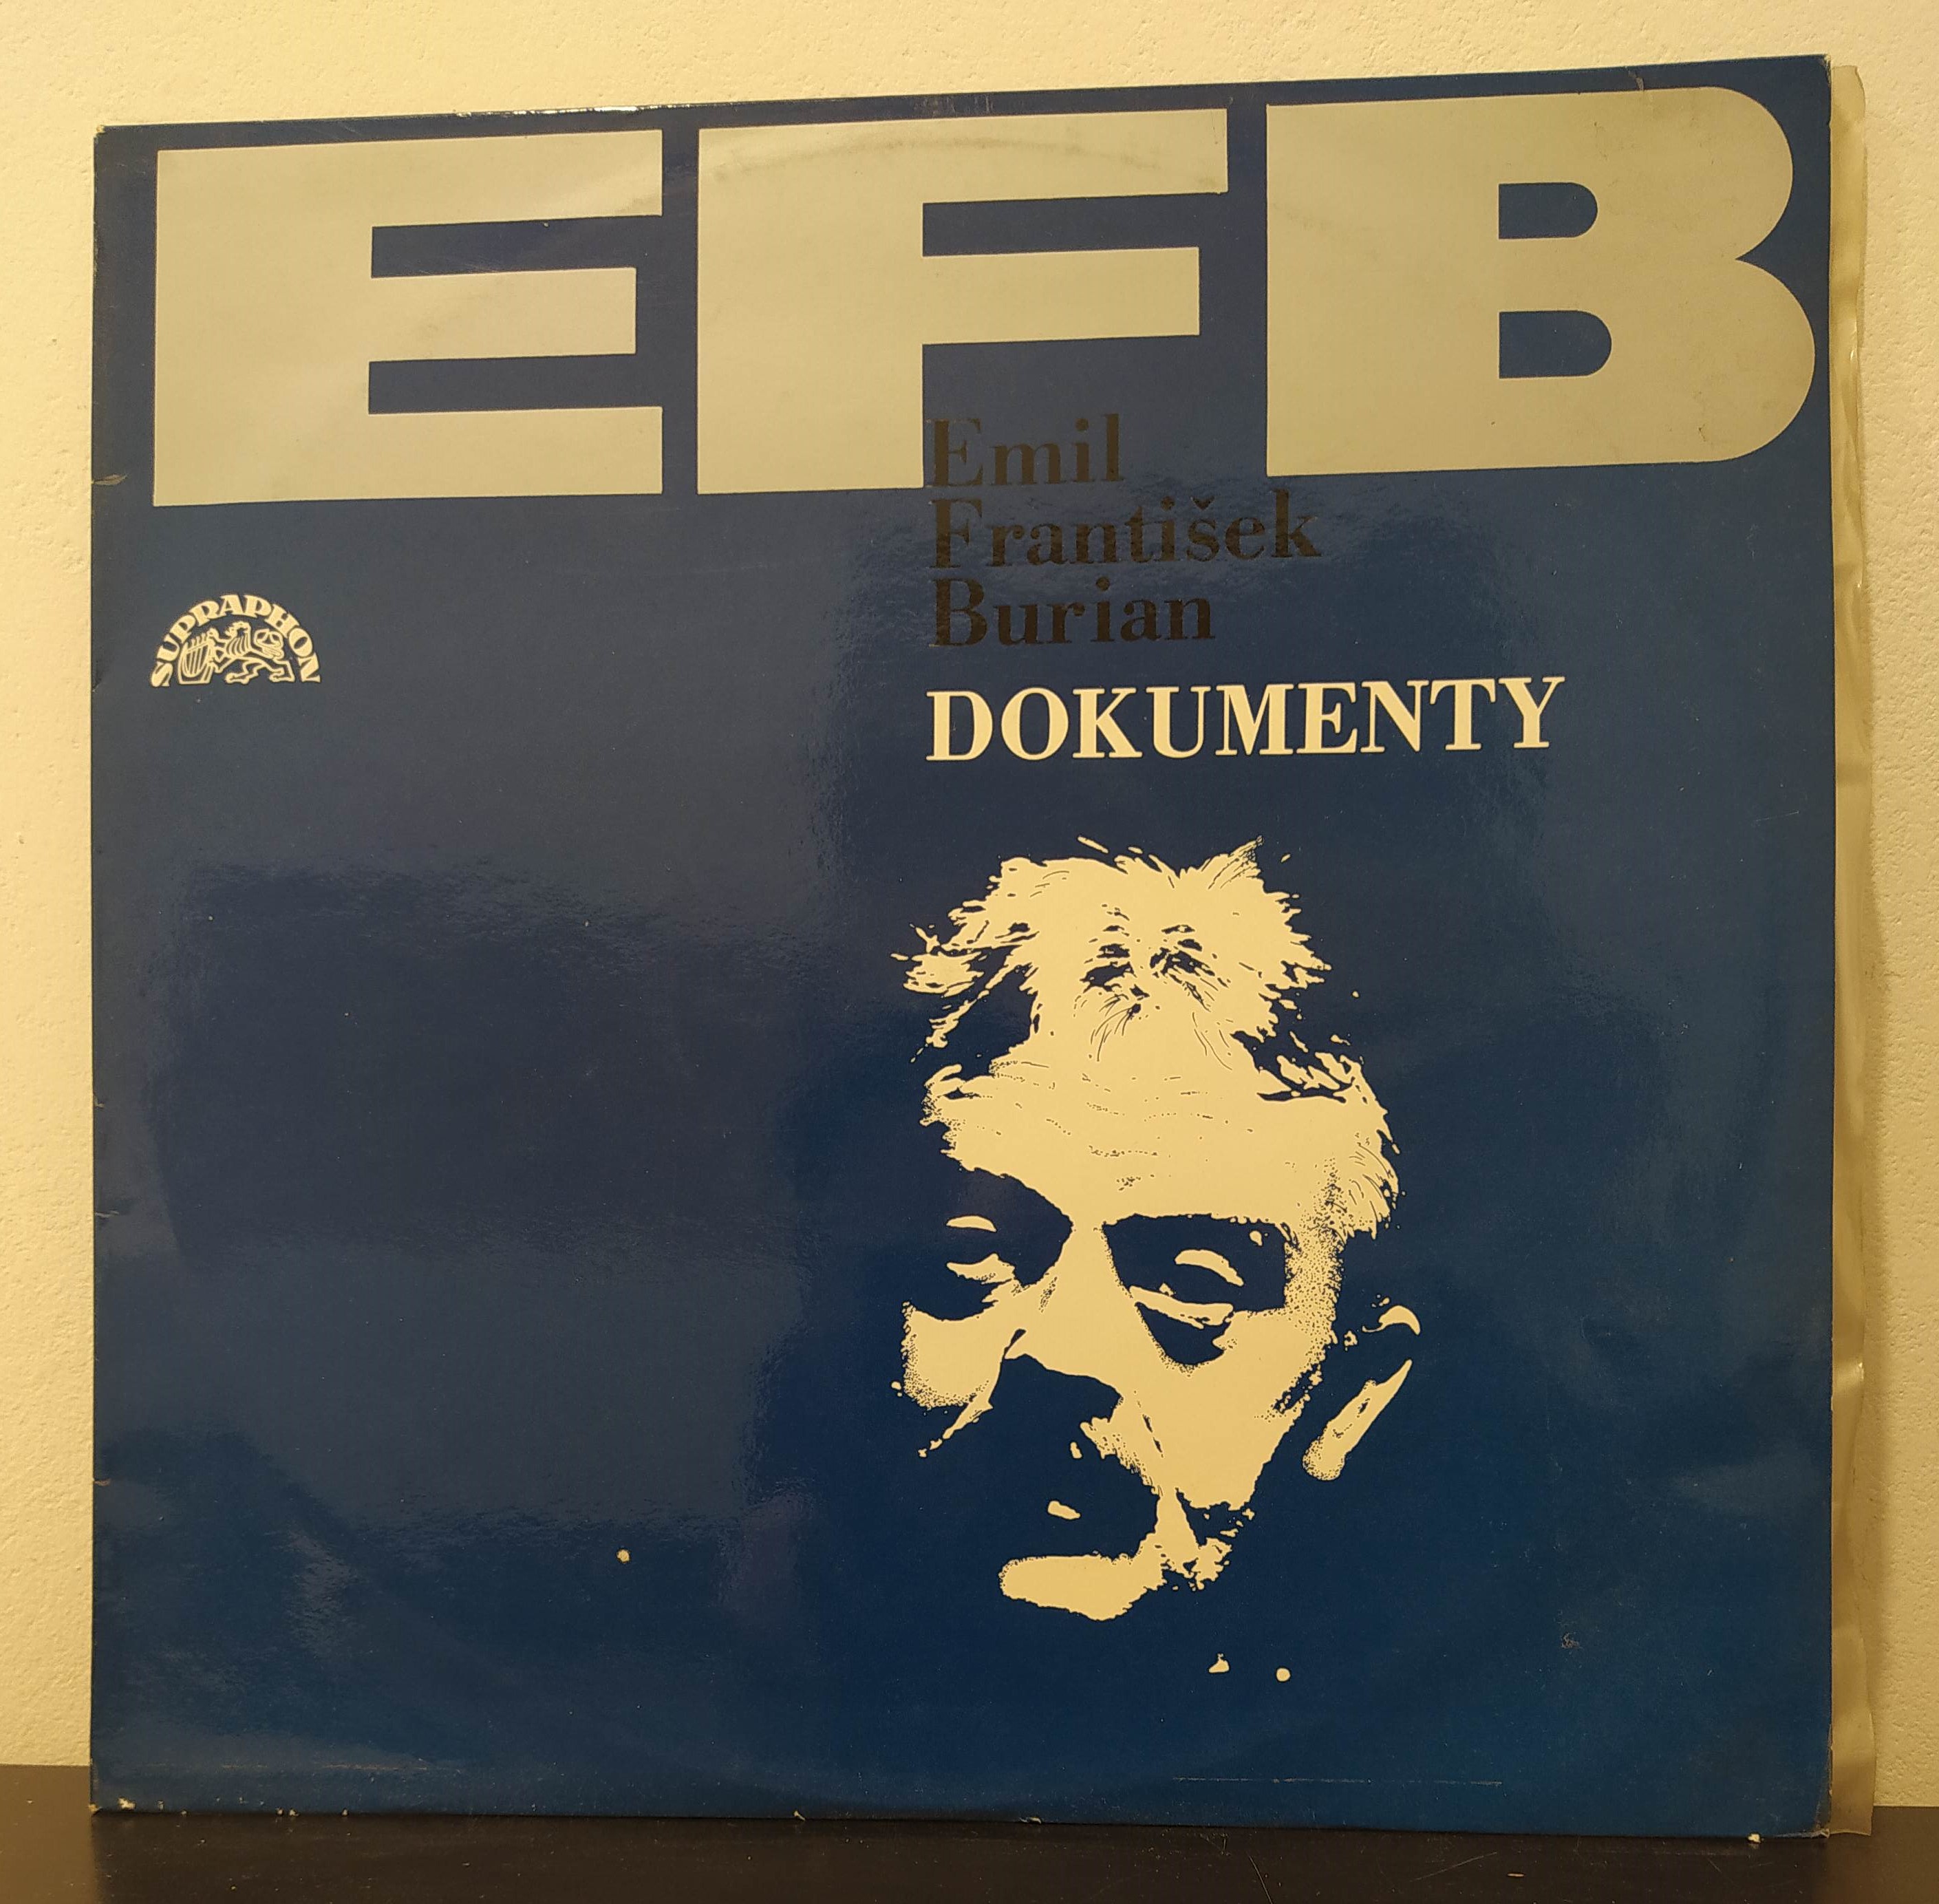 EFB
Emil
František
Burian
SUPRAPHON
DOKUMENTY